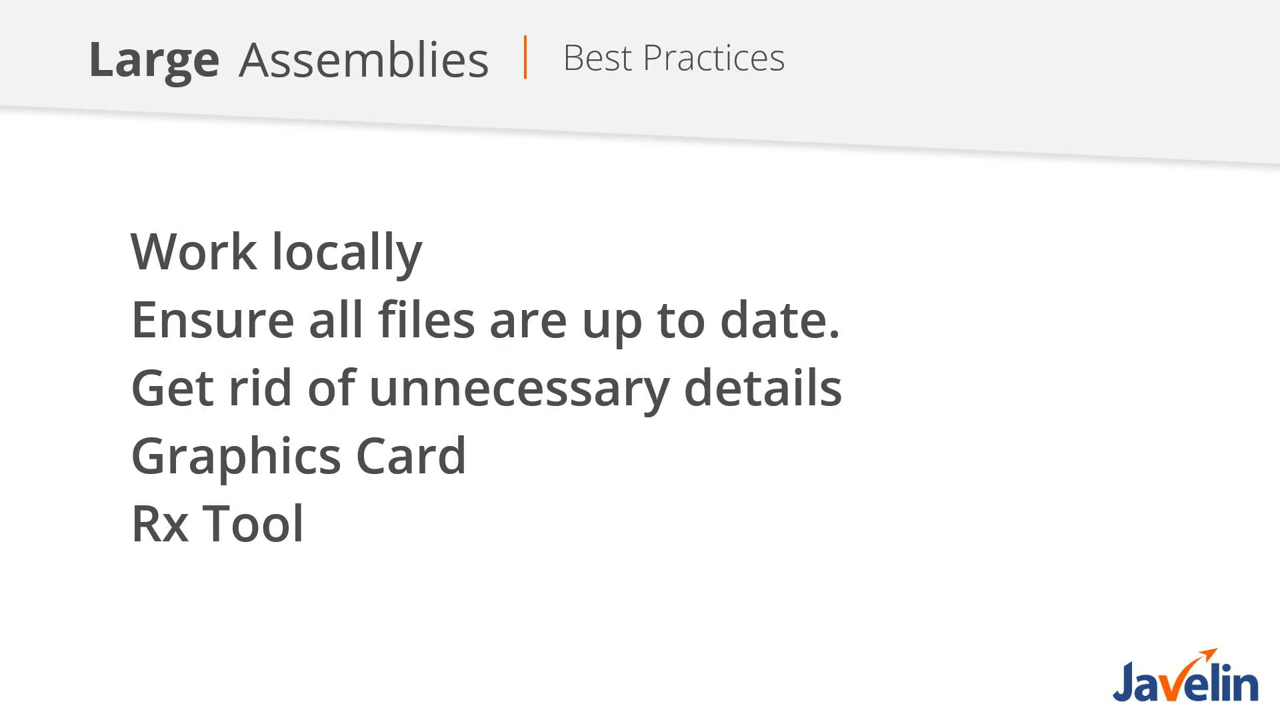 Large Assemblies | Best Practices
Work locally
Ensure all files are up to date.
Get rid of unnecessary details
Graphics Card
Rx Tool
Javelin